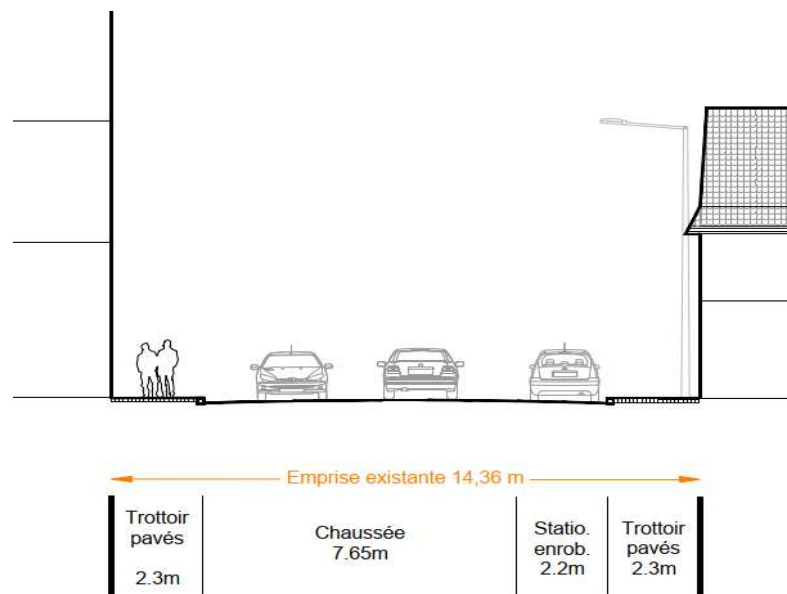 Emprise existante 14,36 m
Trottoir
pavés
2.3m
Chaussée
7.65m
Statio.
enrob.
2.2m
Trottoir
pavés
2.3m